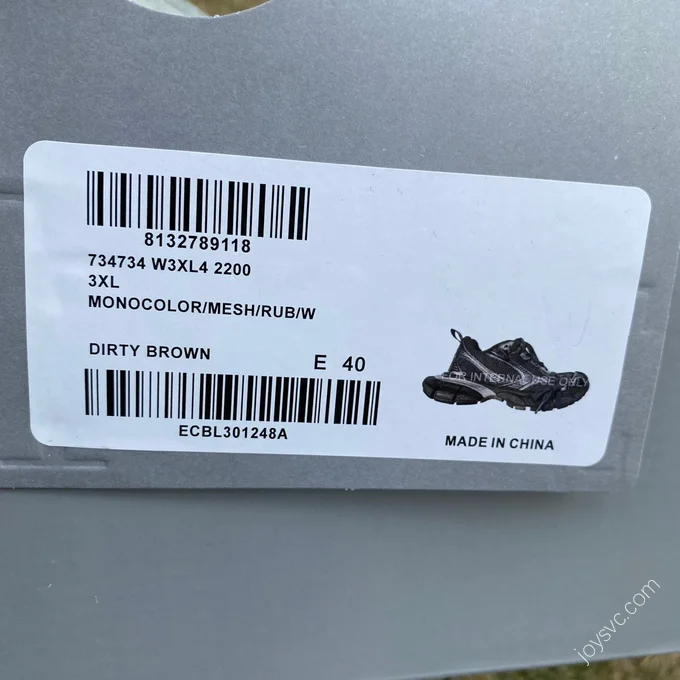 8132789118
734734 W3XL4 2200
3XL
MONOCOLOR/MESH/RUB/W
DIRTY BROWN E 40
FOR INTERNAL USE ONLY
ECBL301248A
MADE IN CHINA
joysvc.com